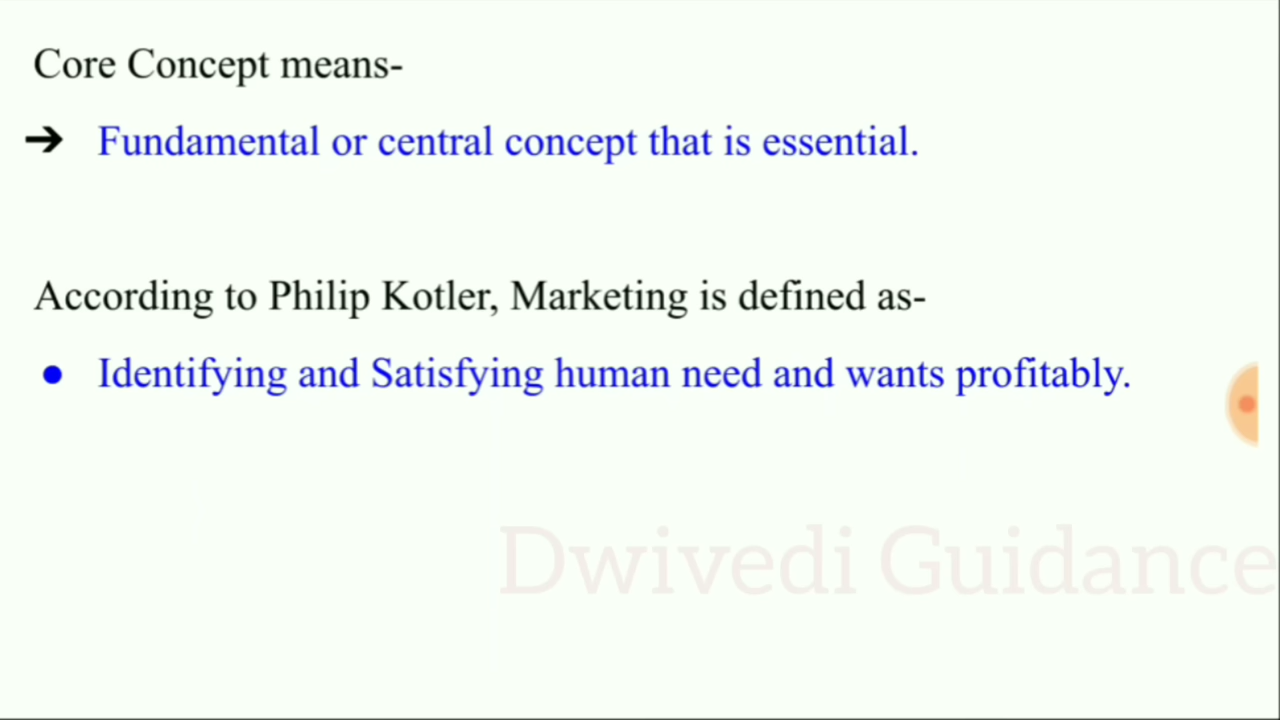 Core Concept means-
➔ Fundamental or central concept that is essential.
According to Philip Kotler, Marketing is defined as-
● Identifying and Satisfying human need and wants profitably.
Dwivedi Guidance